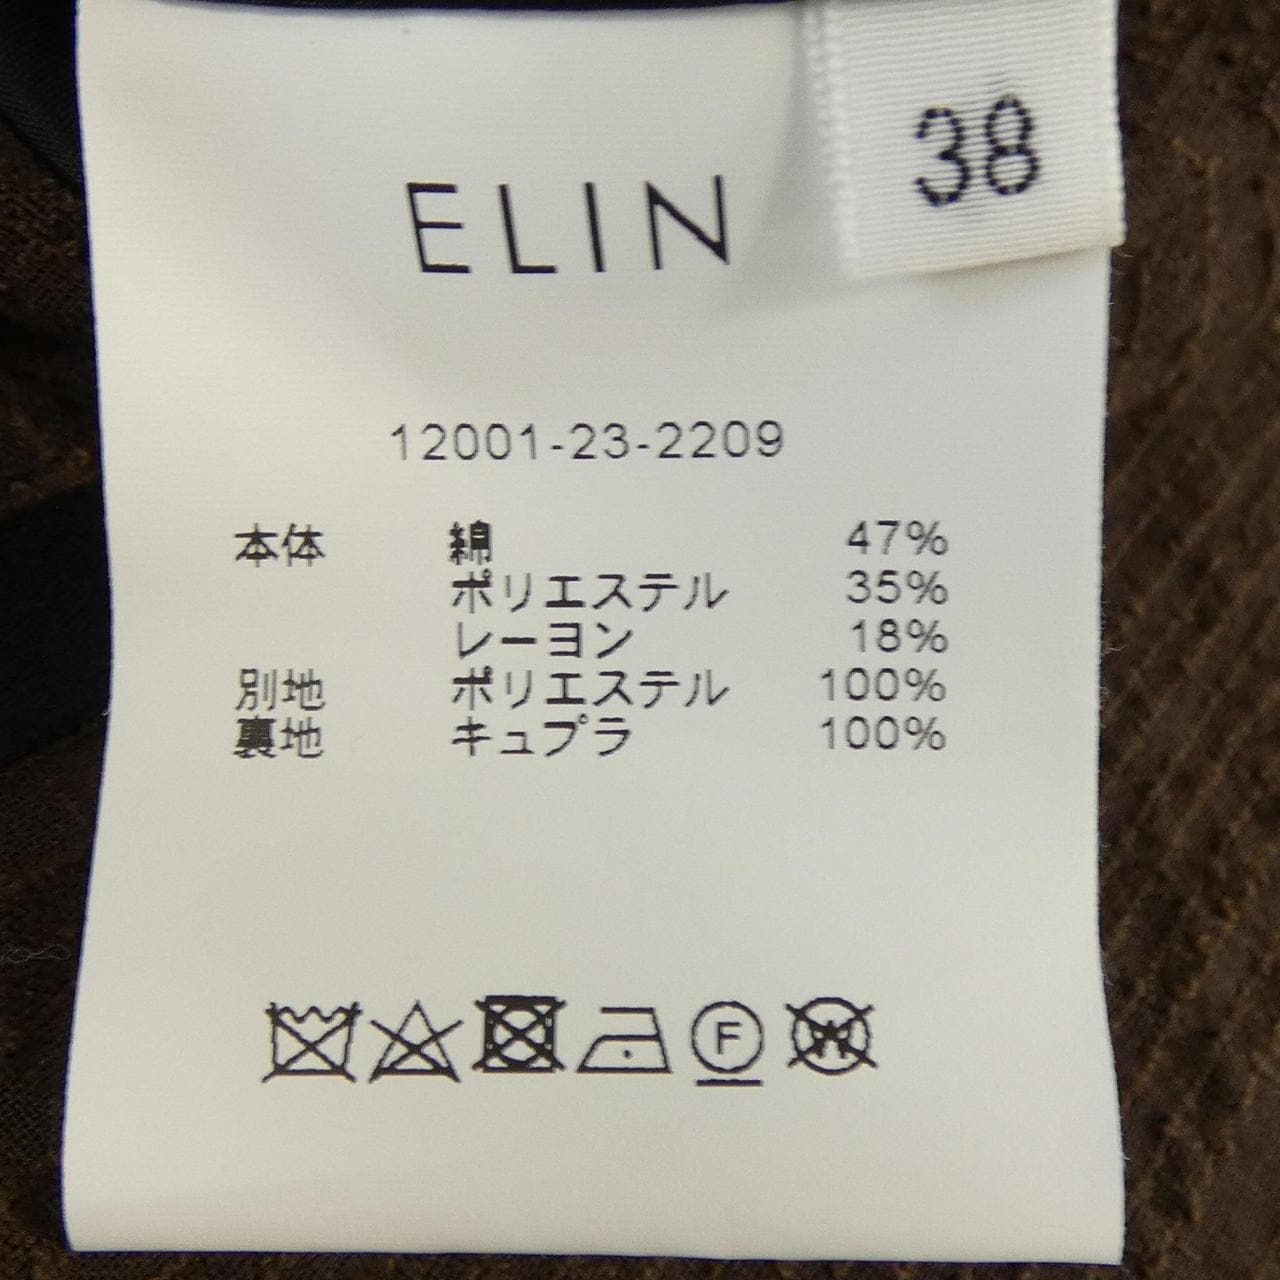 38
ELIN
12001-23-2209
本体 綿 47%
ポリエステル 35%
レーヨン 18%
別地 ポリエステル 100%
裏地 キュプラ 100%
F W